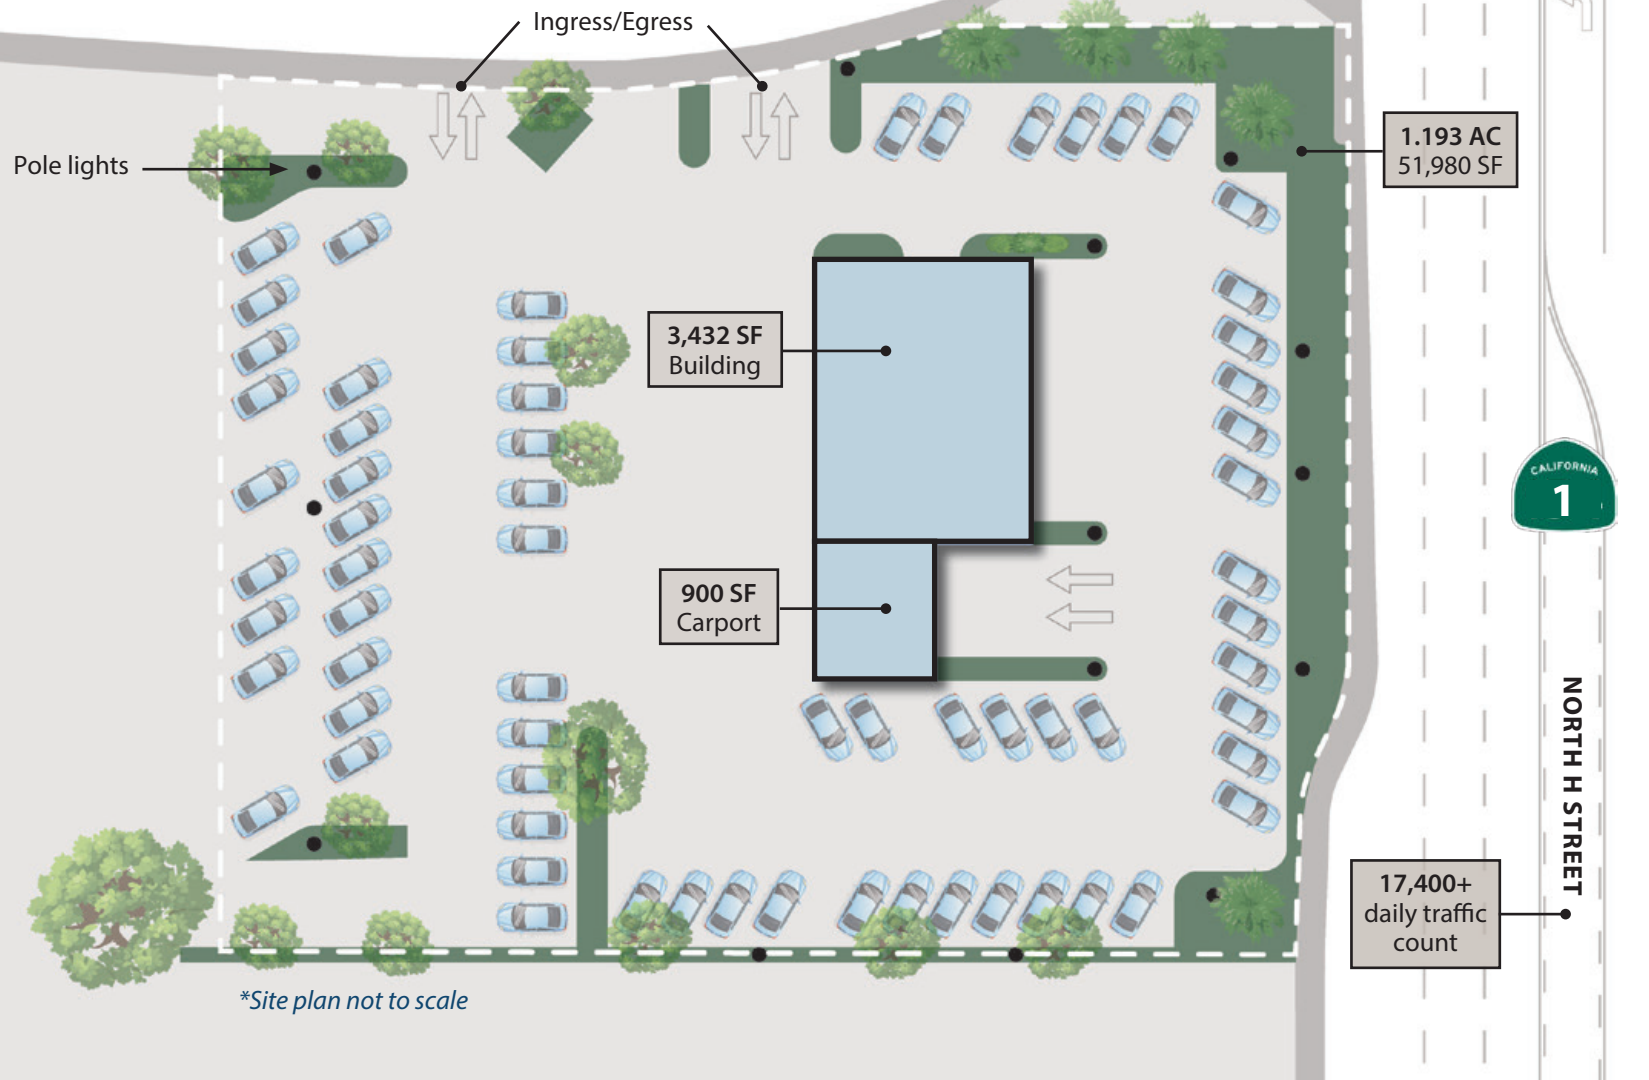 Ingress/Egress
Pole lights
1.193 AC
51,980 SF
3,432 SF
Building
900 SF
Carport
CALIFORNIA
1
NORTH H STREET
17,400+
daily traffic
count
*Site plan not to scale